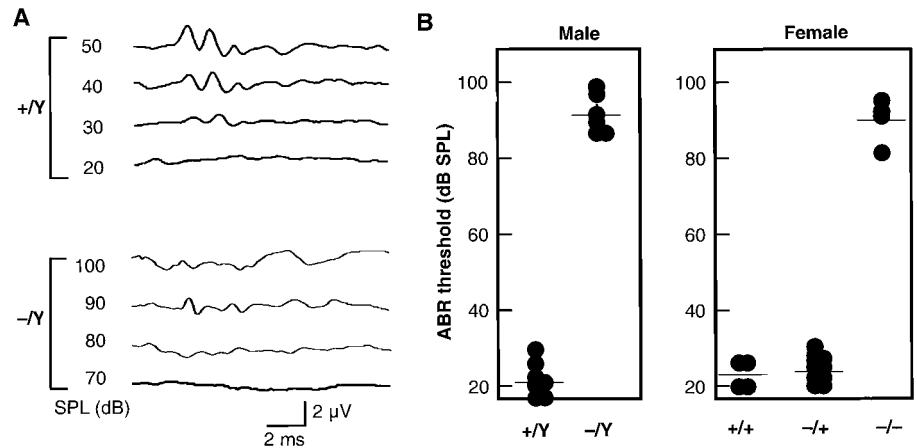 A
+/Y
50
40
30
20
–/Y
100
90
80
70
SPL (dB)
2 µV
2 ms
B
Male
Female
ABR threshold (dB SPL)
100
80
60
40
20
100
80
60
40
20
+/Y
–/Y
+/+
–/+
–/–